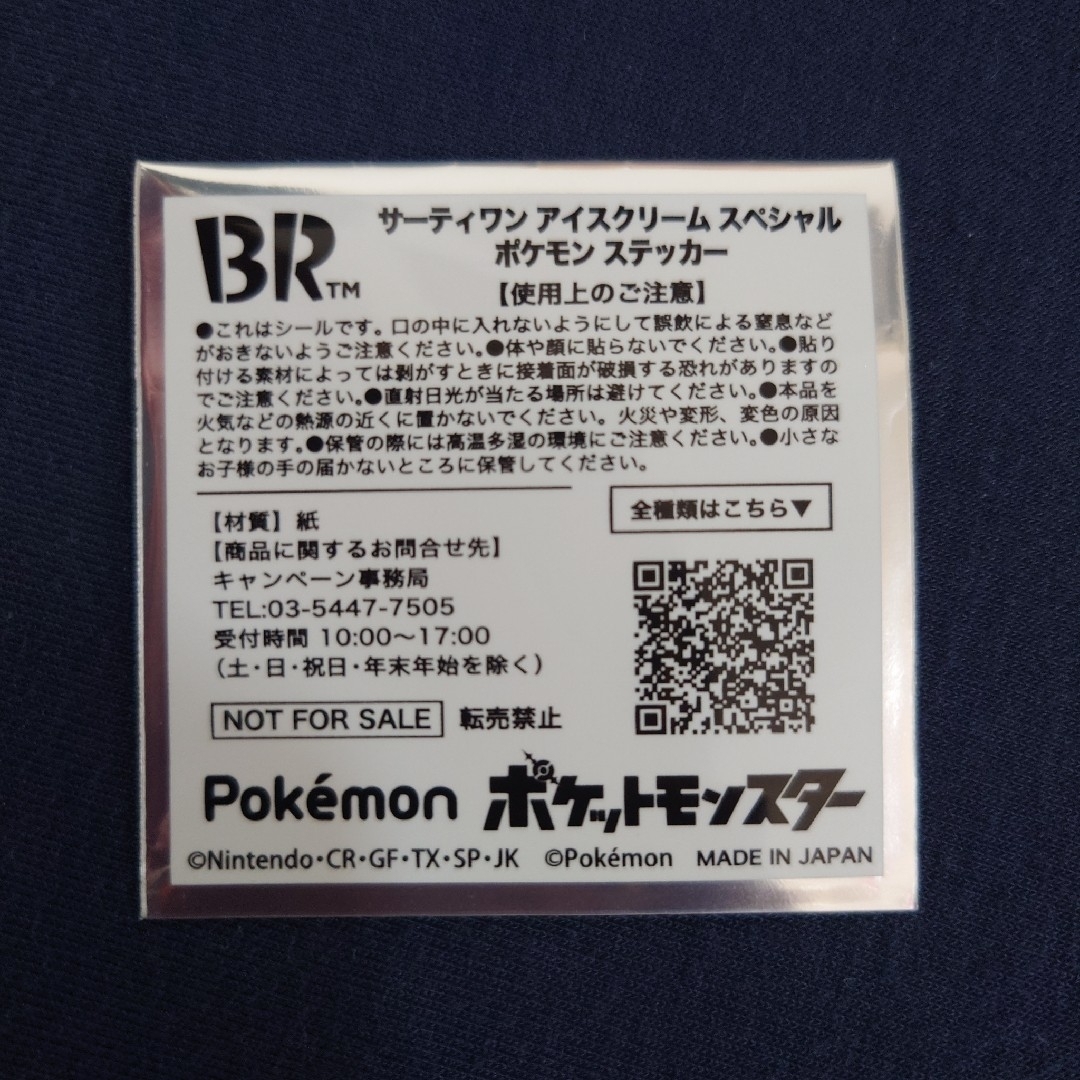 BR™
サーティワン アイスクリーム スペシャル
ポケモン ステッカー
【使用上のご注意】
●これはシールです。口の中に入れないようにして誤飲による窒息など
がおきないようご注意ください。●体や顔に貼らないでください。●貼り
付ける素材によっては剥がすときに接着面が破損する恐れがありますの
でご注意ください。●直射日光が当たる場所は避けてください。●本品を
火気などの熱源の近くに置かないでください。火災や変形、変色の原因
となります。●保管の際には高温多湿の環境にご注意ください。●小さな
お子様の手の届かないところに保管してください。
【材質】紙
【商品に関するお問合せ先】
キャンペーン事務局
TEL:03-5447-7505
受付時間 10:00〜17:00
（土・日・祝日・年末年始を除く）
全種類はこちら▼
NOT FOR SALE 転売禁止
Pokémon ポケットモンスター
©Nintendo・CR・GF・TX・SP・JK ©Pokémon MADE IN JAPAN